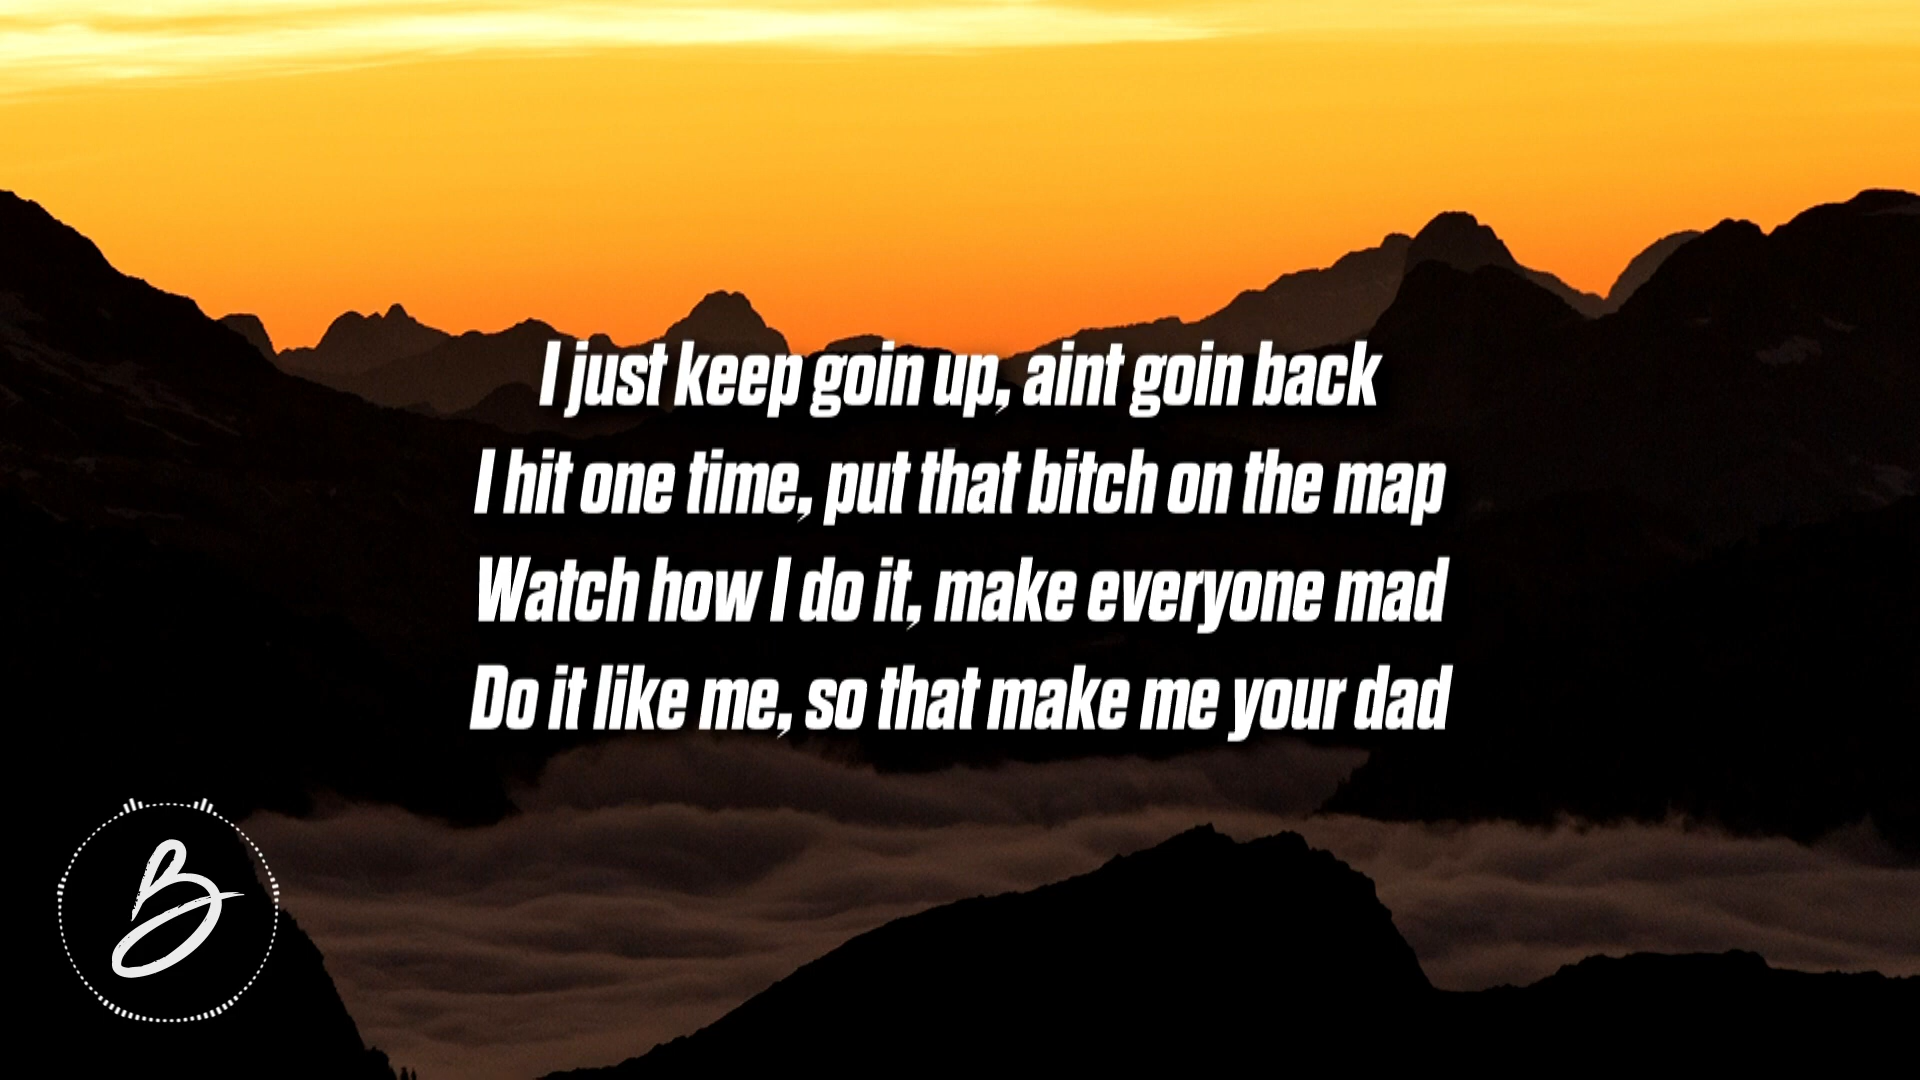 I just keep goin up, aint goin back
I hit one time, put that bitch on the map
Watch how I do it, make everyone mad
Do it like me, so that make me your dad
B